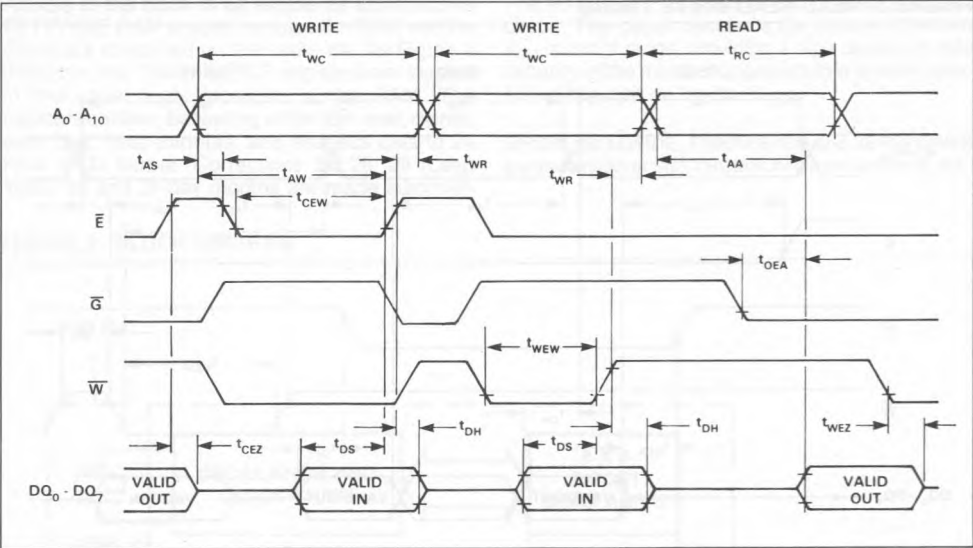 WRITE WRITE READ
tWC tWC tRC
A0 - A10
tAS tAW tWR tWR tAA
tCEW
E̅
tOEA
G̅
tWEW
W̅
tCEZ tDS tDH tDS tDH tWEZ
DQ0 - DQ7 VALID OUT VALID IN VALID IN VALID OUT